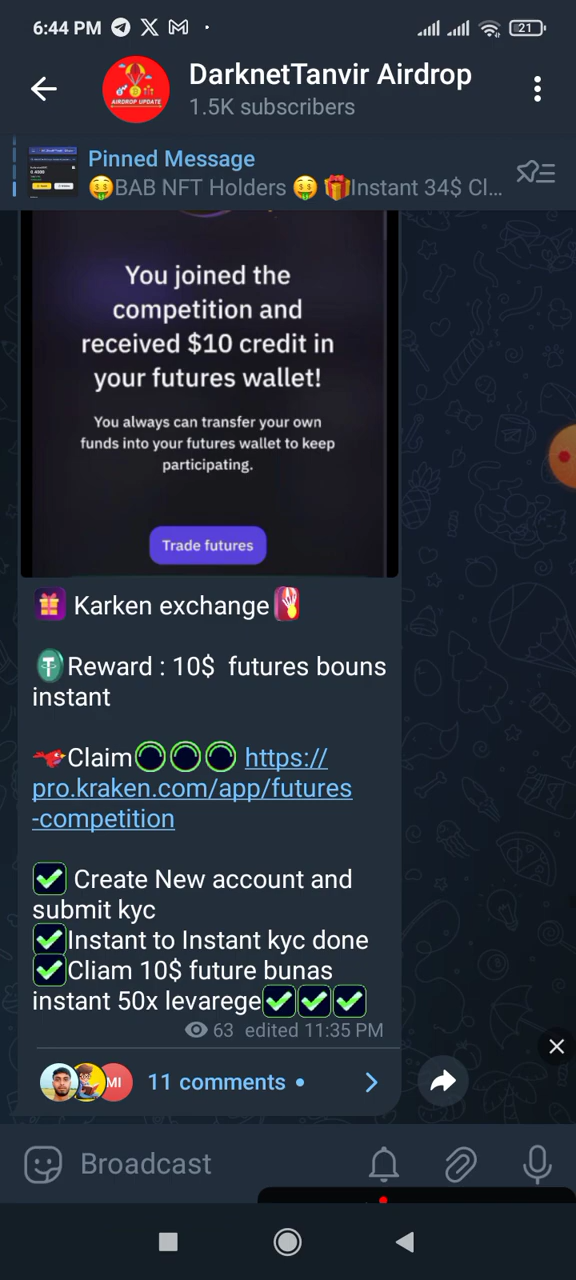 6:44 PM
21
DarknetTanvir Airdrop
1.5K subscribers
AIRDROP UPDATE
Pinned Message
🤑BAB NFT Holders 🤑 🎁Instant 34$ Cl...
You joined the
competition and
received $10 credit in
your futures wallet!
You always can transfer your own
funds into your futures wallet to keep
participating.
Trade futures
Karken exchange
Reward : 10$ futures bouns
instant
Claim https://
pro.kraken.com/app/futures
-competition
Create New account and
submit kyc
Instant to Instant kyc done
Cliam 10$ future bunas
instant 50x levarege
63 edited 11:35 PM
MI
11 comments
Broadcast